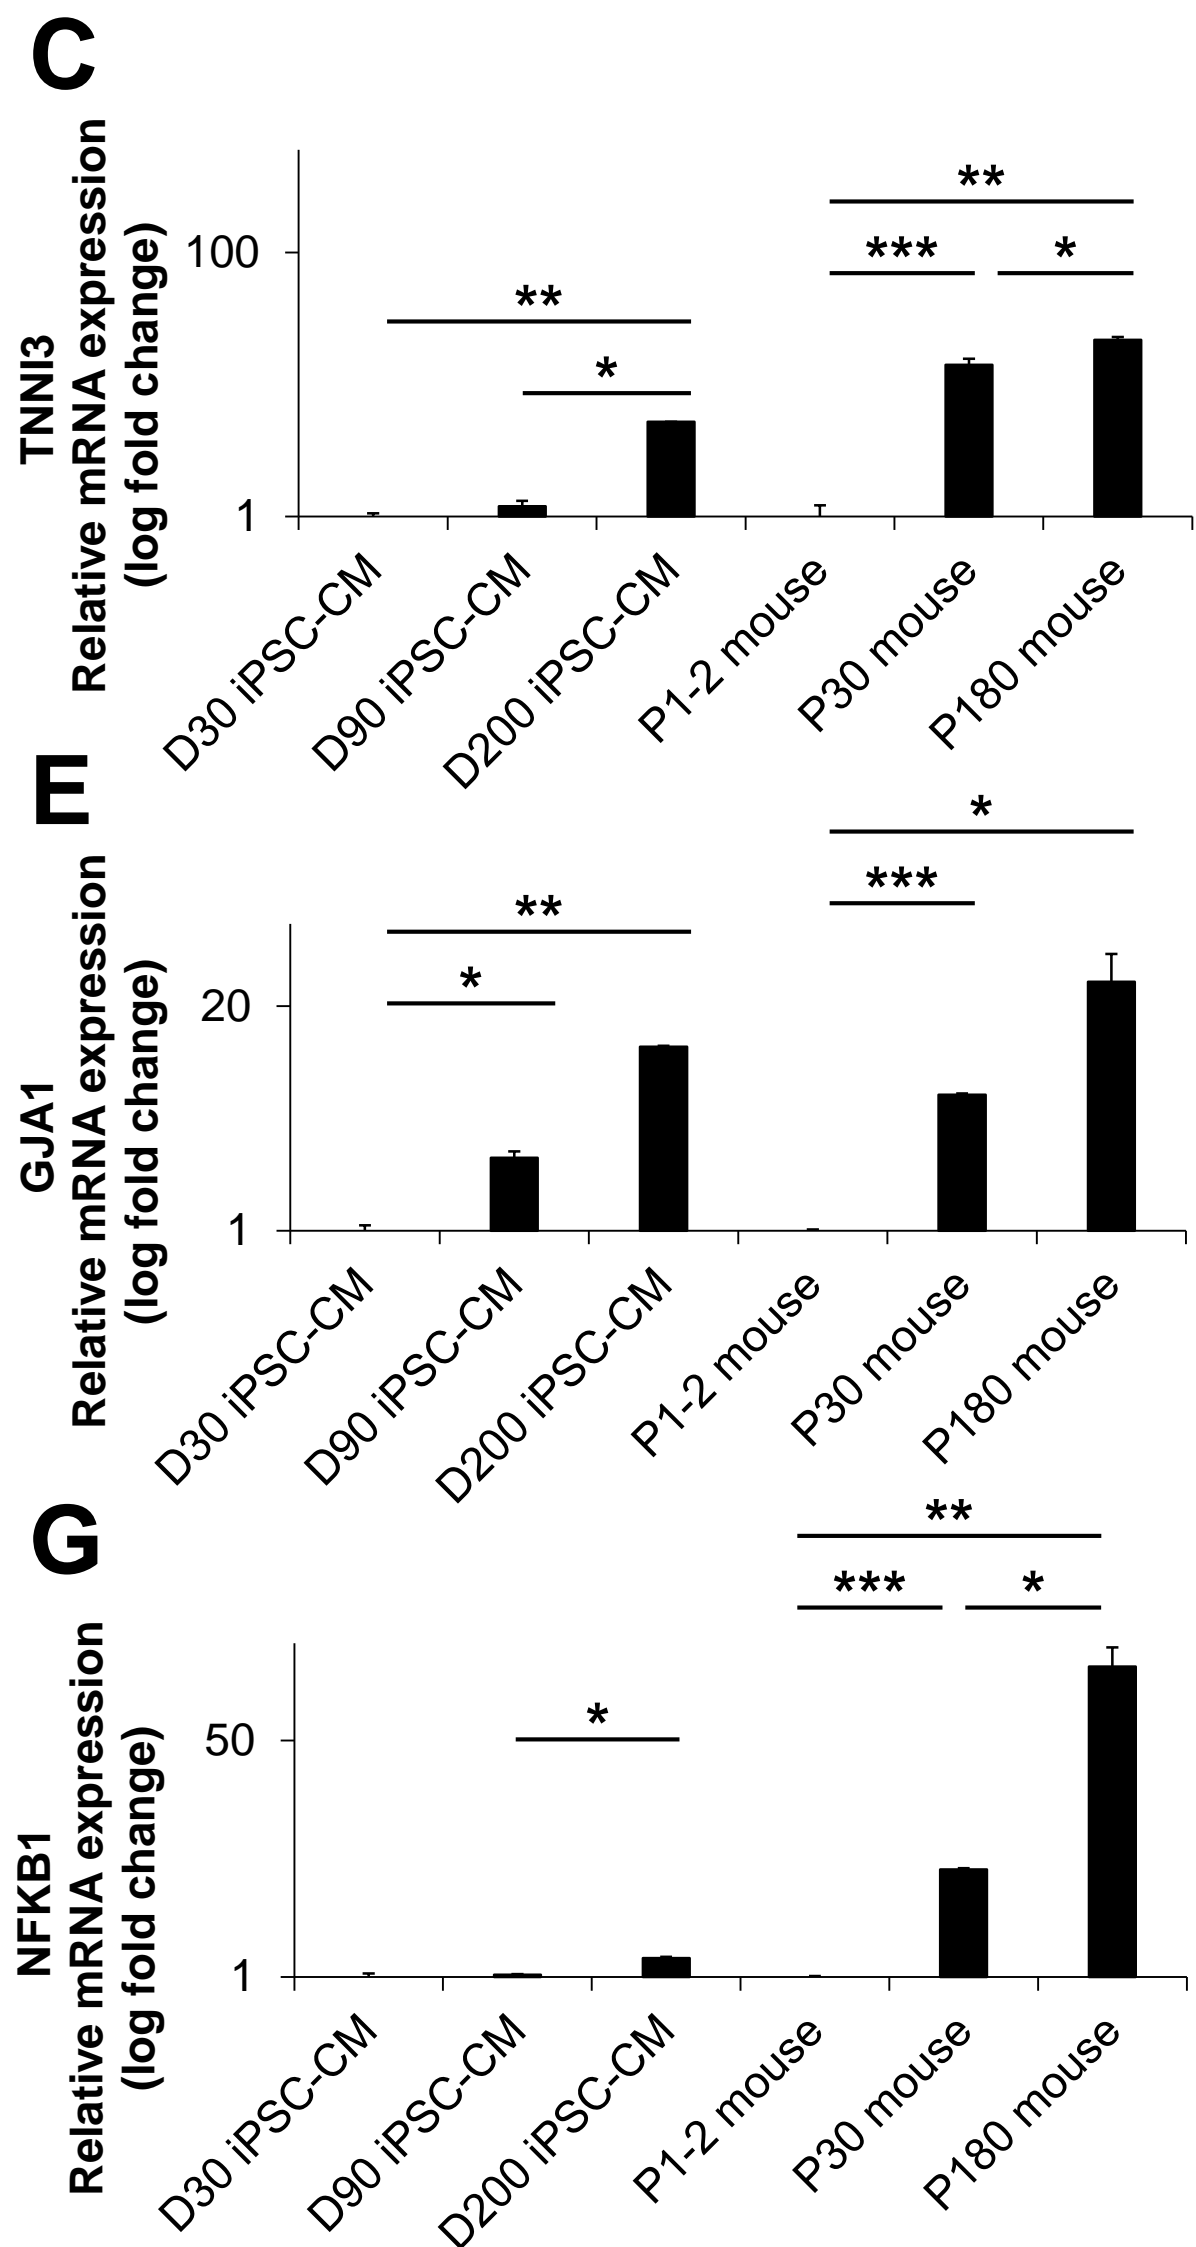 C
TNNI3
Relative mRNA expression
(log fold change)
100
1
**
***
*
**
*
D30 iPSC-CM
D90 iPSC-CM
D200 iPSC-CM
P1-2 mouse
P30 mouse
P180 mouse
E
GJA1
Relative mRNA expression
(log fold change)
20
1
*
***
**
*
D30 iPSC-CM
D90 iPSC-CM
D200 iPSC-CM
P1-2 mouse
P30 mouse
P180 mouse
G
NFKB1
Relative mRNA expression
(log fold change)
50
1
**
***
*
*
D30 iPSC-CM
D90 iPSC-CM
D200 iPSC-CM
P1-2 mouse
P30 mouse
P180 mouse